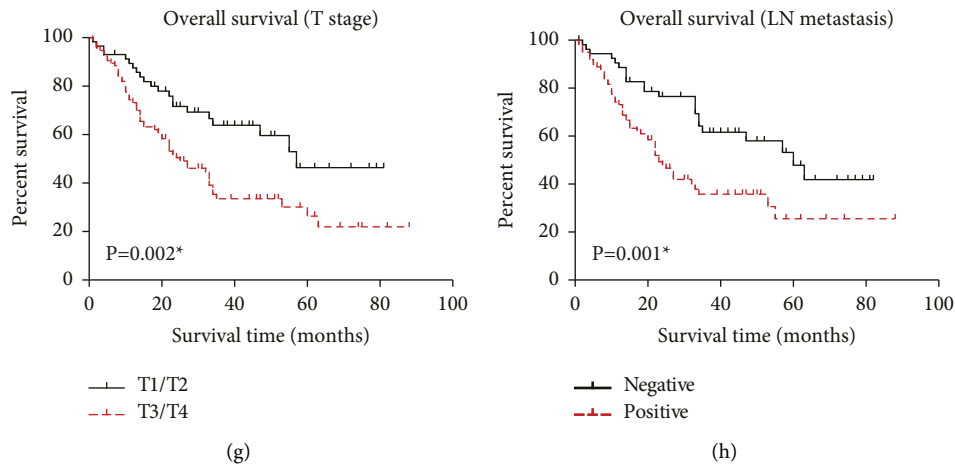 Overall survival (T stage)
Percent survival
100
80
60
40
20
0
P=0.002*
0 20 40 60 80 100
Survival time (months)
T1/T2
T3/T4
(g)
Overall survival (LN metastasis)
Percent survival
100
80
60
40
20
0
P=0.001*
0 20 40 60 80 100
Survival time (months)
Negative
Positive
(h)